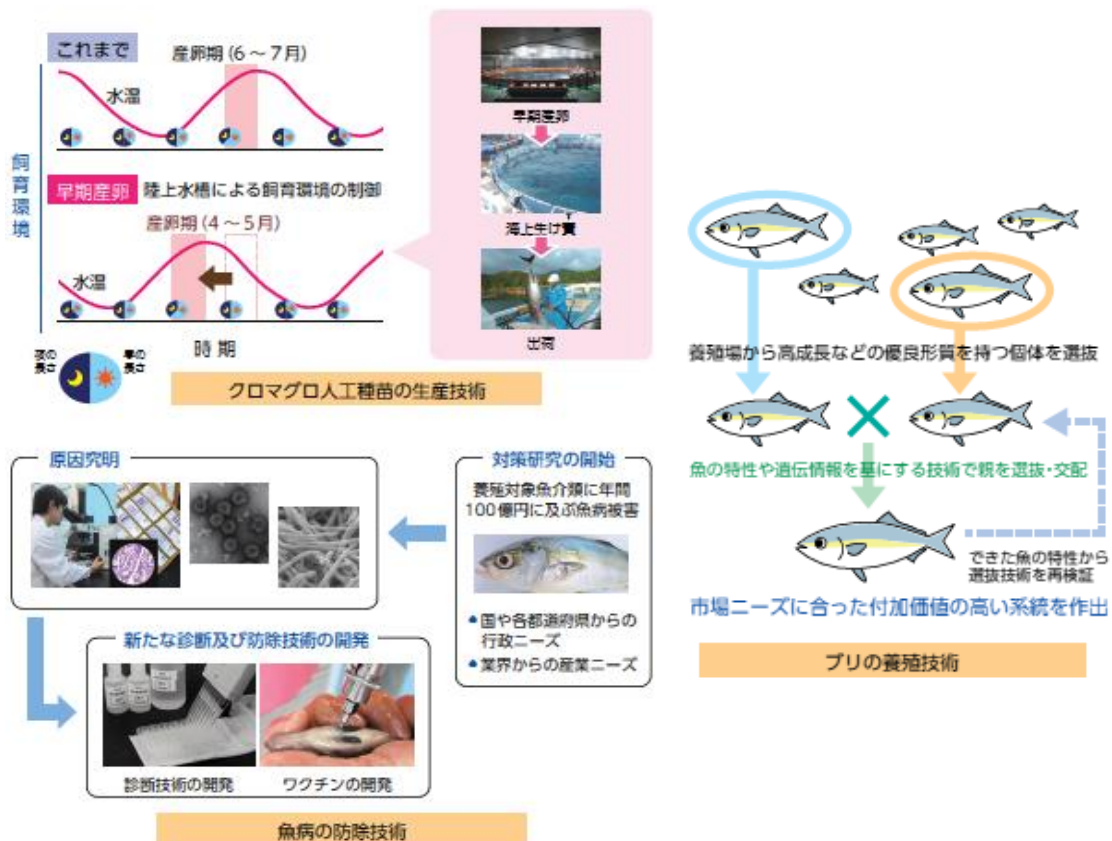 これまで
産卵期(6～7月)
水温
飼育環境
早期産卵
陸上水槽による飼育環境の制御
産卵期(4～5月)
水温
時期
夜の
長さ
昼の
長さ
早期産卵
海上生け簀
出荷
クロマグロ人工種苗の生産技術
養殖場から高成長などの優良形質を持つ個体を選抜
魚の特性や遺伝情報を基にする技術で親を選抜・交配
できた魚の特性から
選抜技術を再検証
市場ニーズに合った付加価値の高い系統を作出
ブリの養殖技術
対策研究の開始
養殖対象魚介類に年間
100億円に及ぶ魚病被害
●国や各都道府県からの
行政ニーズ
●業界からの産業ニーズ
原因究明
新たな診断及び防除技術の開発
診断技術の開発
ワクチンの開発
魚病の防除技術